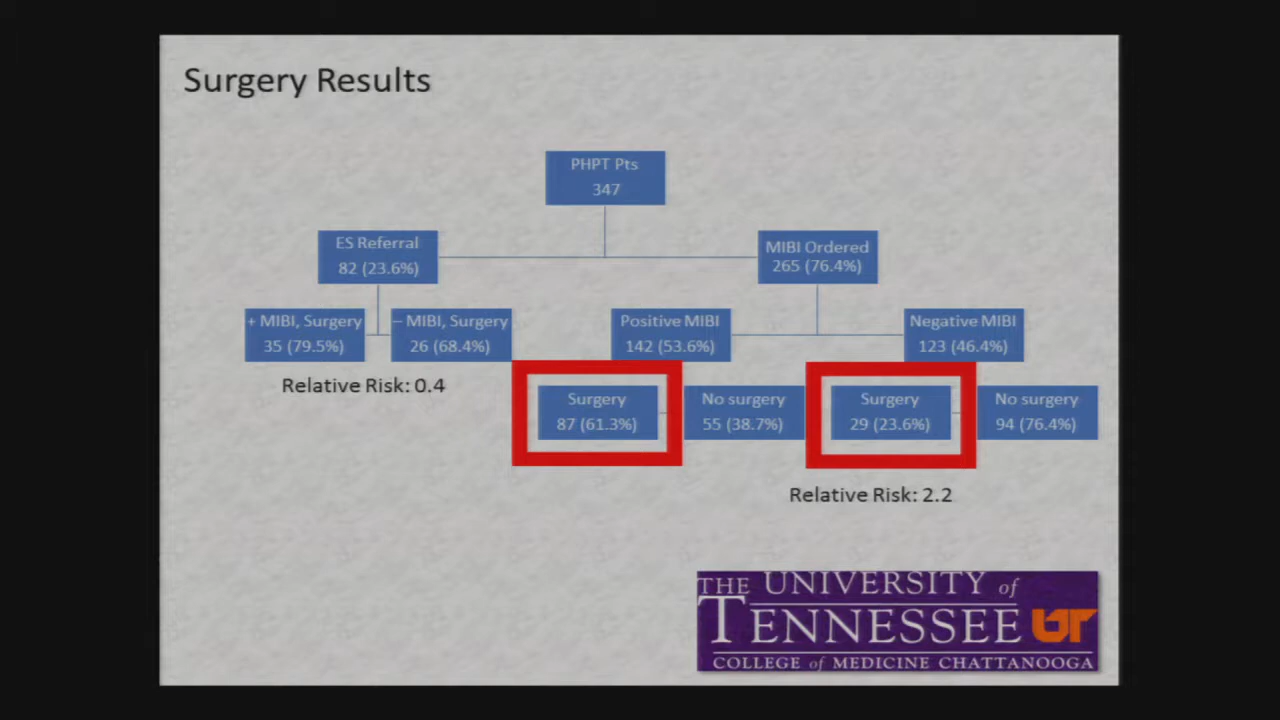 Surgery Results
PHPT Pts
347
ES Referral
82 (23.6%)
MIBI Ordered
265 (76.4%)
+ MIBI, Surgery
35 (79.5%)
– MIBI, Surgery
26 (68.4%)
Positive MIBI
142 (53.6%)
Negative MIBI
123 (46.4%)
Relative Risk: 0.4
Surgery
87 (61.3%)
No surgery
55 (38.7%)
Surgery
29 (23.6%)
No surgery
94 (76.4%)
Relative Risk: 2.2
THE UNIVERSITY of
TENNESSEE UT
COLLEGE of MEDICINE CHATTANOOGA